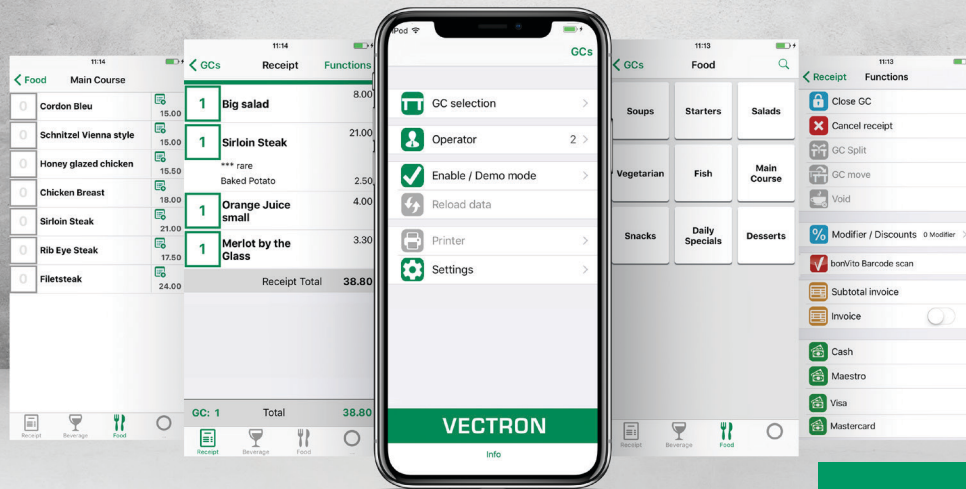 11:14
Food
Main Course
0 Cordon Bleu 15.00
0 Schnitzel Vienna style 15.00
0 Honey glazed chicken 15.50
0 Chicken Breast 18.00
0 Sirloin Steak 21.00
0 Rib Eye Steak 17.50
0 Filetsteak 24.00
Receipt Beverage Food
11:14
GCs Receipt Functions
1 Big salad 8.00
1 Sirloin Steak 21.00
*** rare
Baked Potato 2.50
1 Orange Juice 4.00
small
1 Merlot by the 3.30
Glass
Receipt Total 38.80
GC: 1 Total 38.80
Receipt Beverage Food
iPod
GCs
GC selection
Operator 2
Enable / Demo mode
Reload data
Printer
Settings
VECTRON
Info
11:13
GCs Food
Soups Starters Salads
Vegetarian Fish Main
Course
Snacks Daily
Specials Desserts
Receipt Beverage Food
11:13
Receipt Functions
Close GC
Cancel receipt
GC Split
GC move
Void
Modifier / Discounts 0 Modifier
bonVito Barcode scan
Subtotal invoice
Invoice
Cash
Maestro
Visa
Mastercard